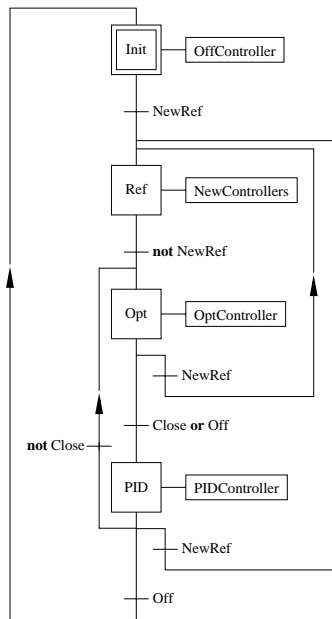 Init
OffController
NewRef
Ref
NewControllers
not NewRef
Opt
OptController
NewRef
Close or Off
not Close
PID
PIDController
NewRef
Off